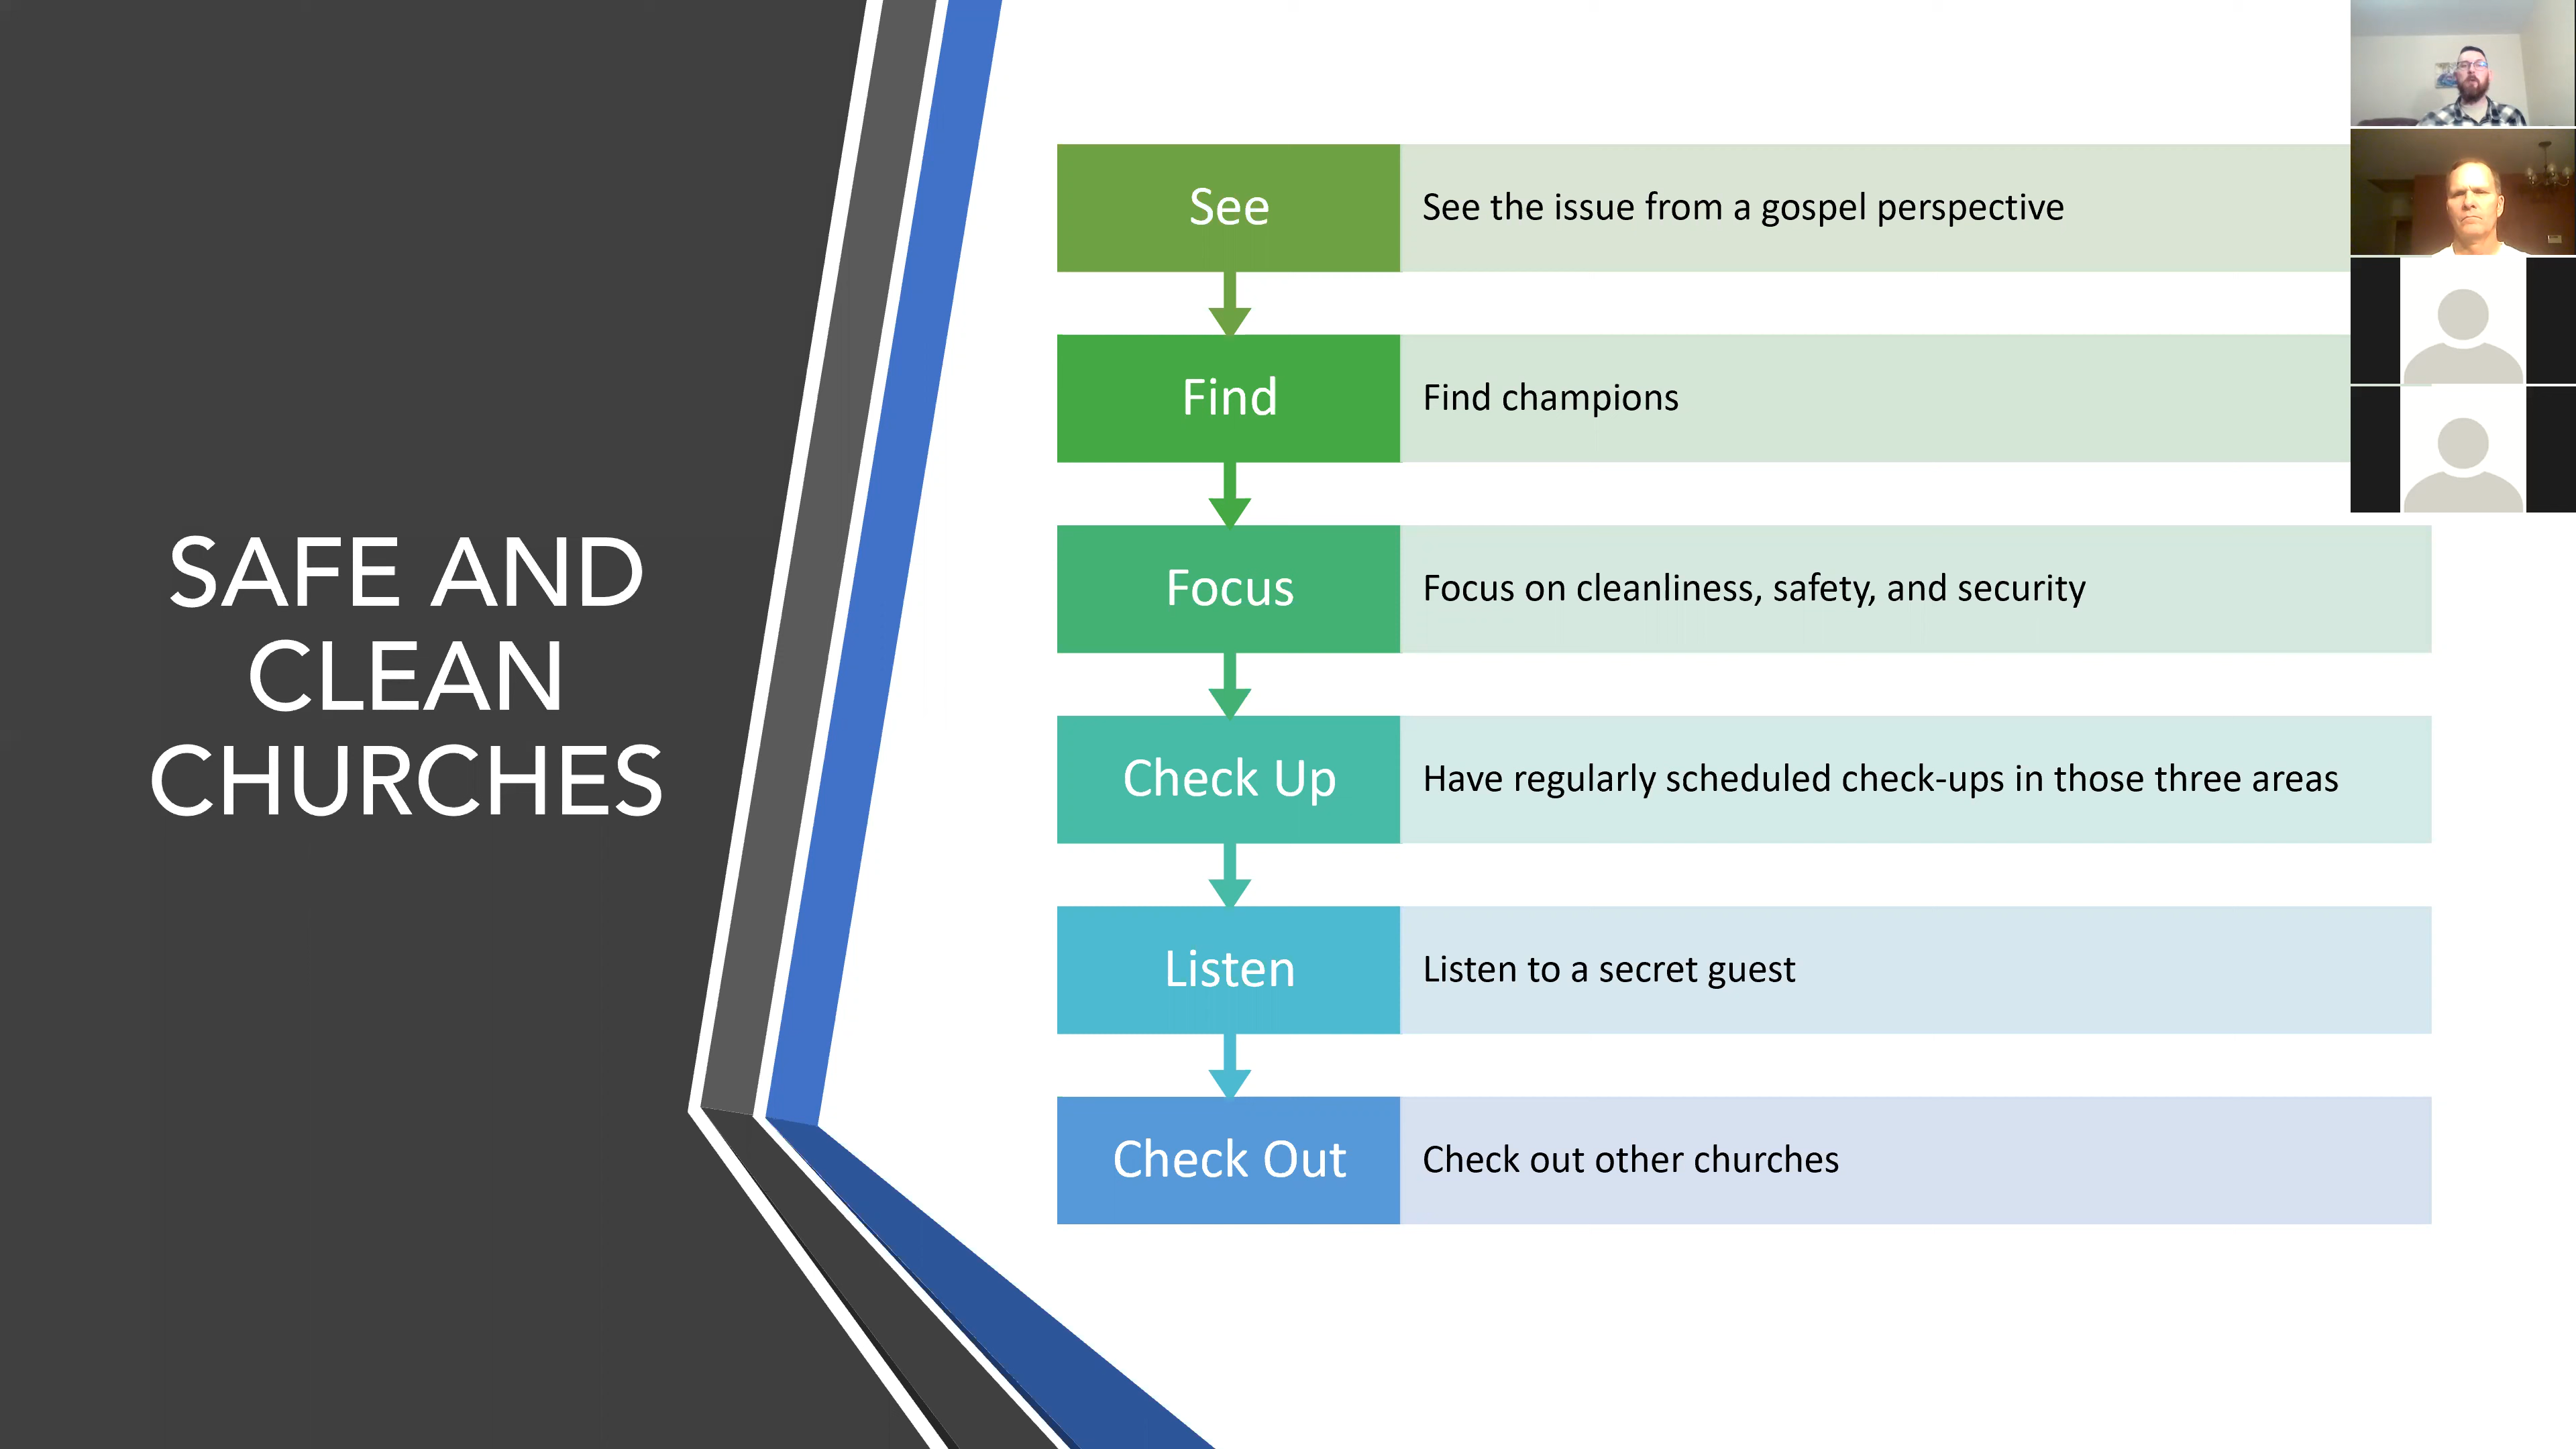 SAFE AND
CLEAN
CHURCHES
See
See the issue from a gospel perspective
Find
Find champions
Focus
Focus on cleanliness, safety, and security
Check Up
Have regularly scheduled check-ups in those three areas
Listen
Listen to a secret guest
Check Out
Check out other churches